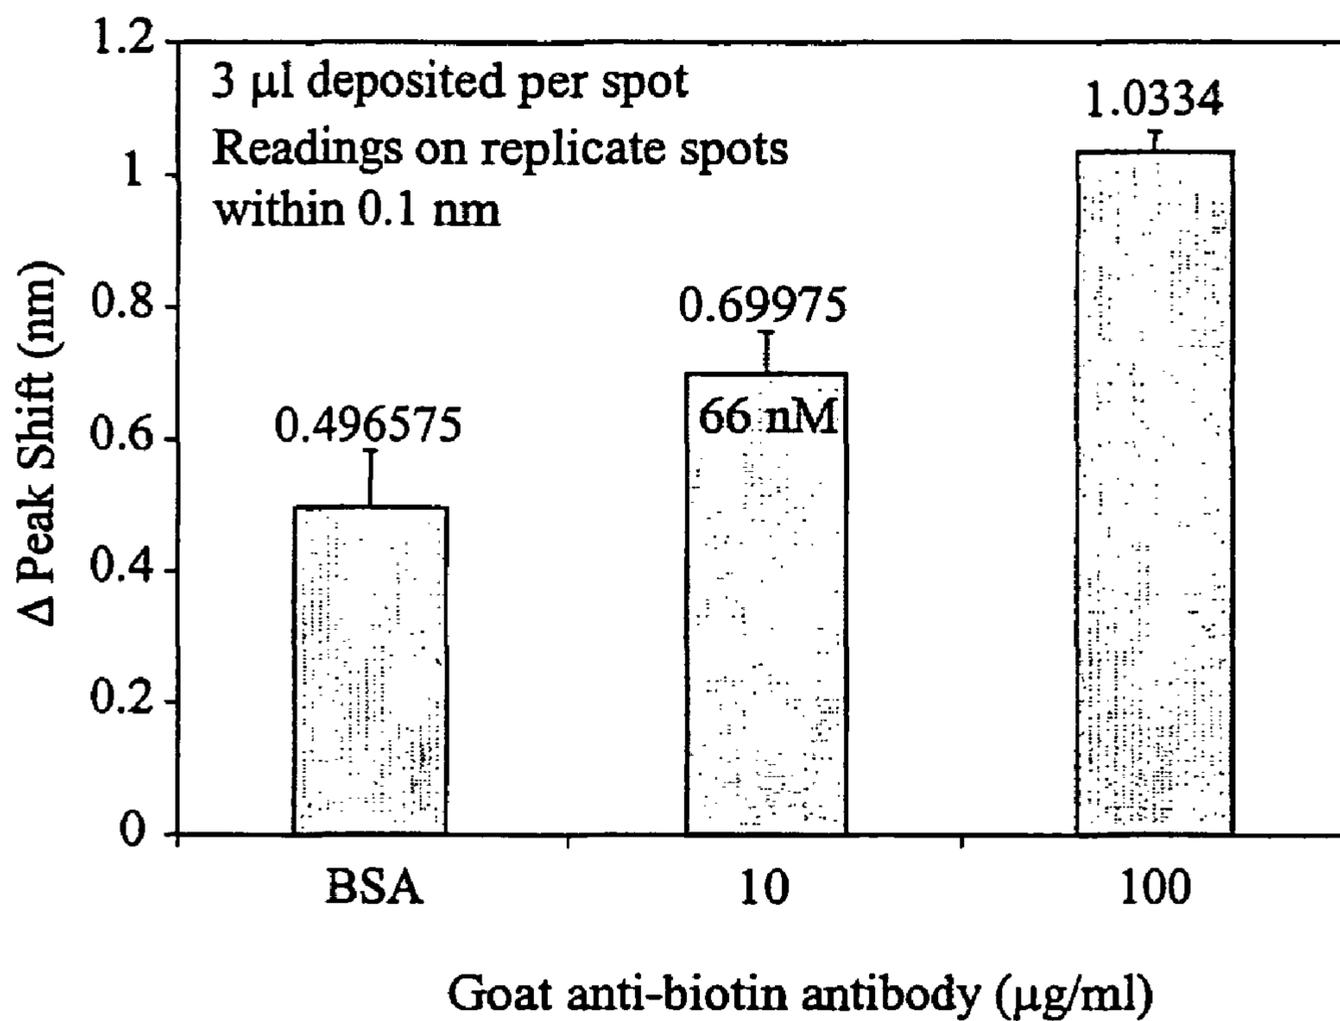 1.2
3 μl deposited per spot
1.0334
Readings on replicate spots
1
within 0.1 nm
0.8
0.69975
Δ Peak Shift (nm)
66 nM
0.496575
0.6
0.4
0.2
0
BSA 10 100
Goat anti-biotin antibody (μg/ml)